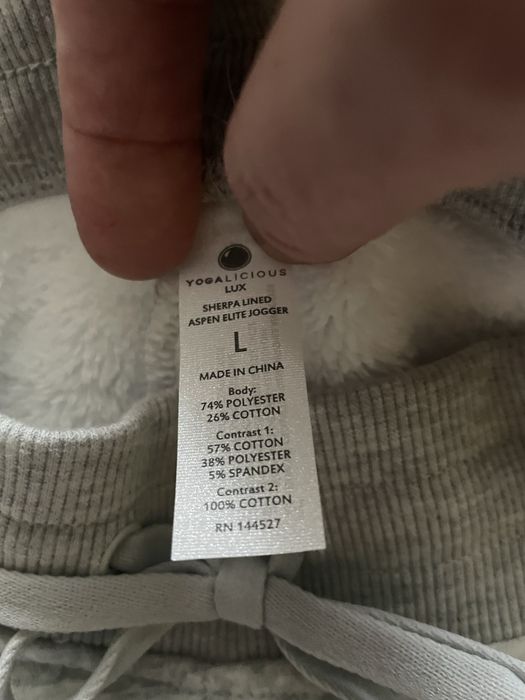 YOGALICIOUS
LUX
SHERPA LINED
ASPEN ELITE JOGGER
L
MADE IN CHINA
Body:
74% POLYESTER
26% COTTON
Contrast 1:
57% COTTON
38% POLYESTER
5% SPANDEX
Contrast 2:
100% COTTON
RN 144527